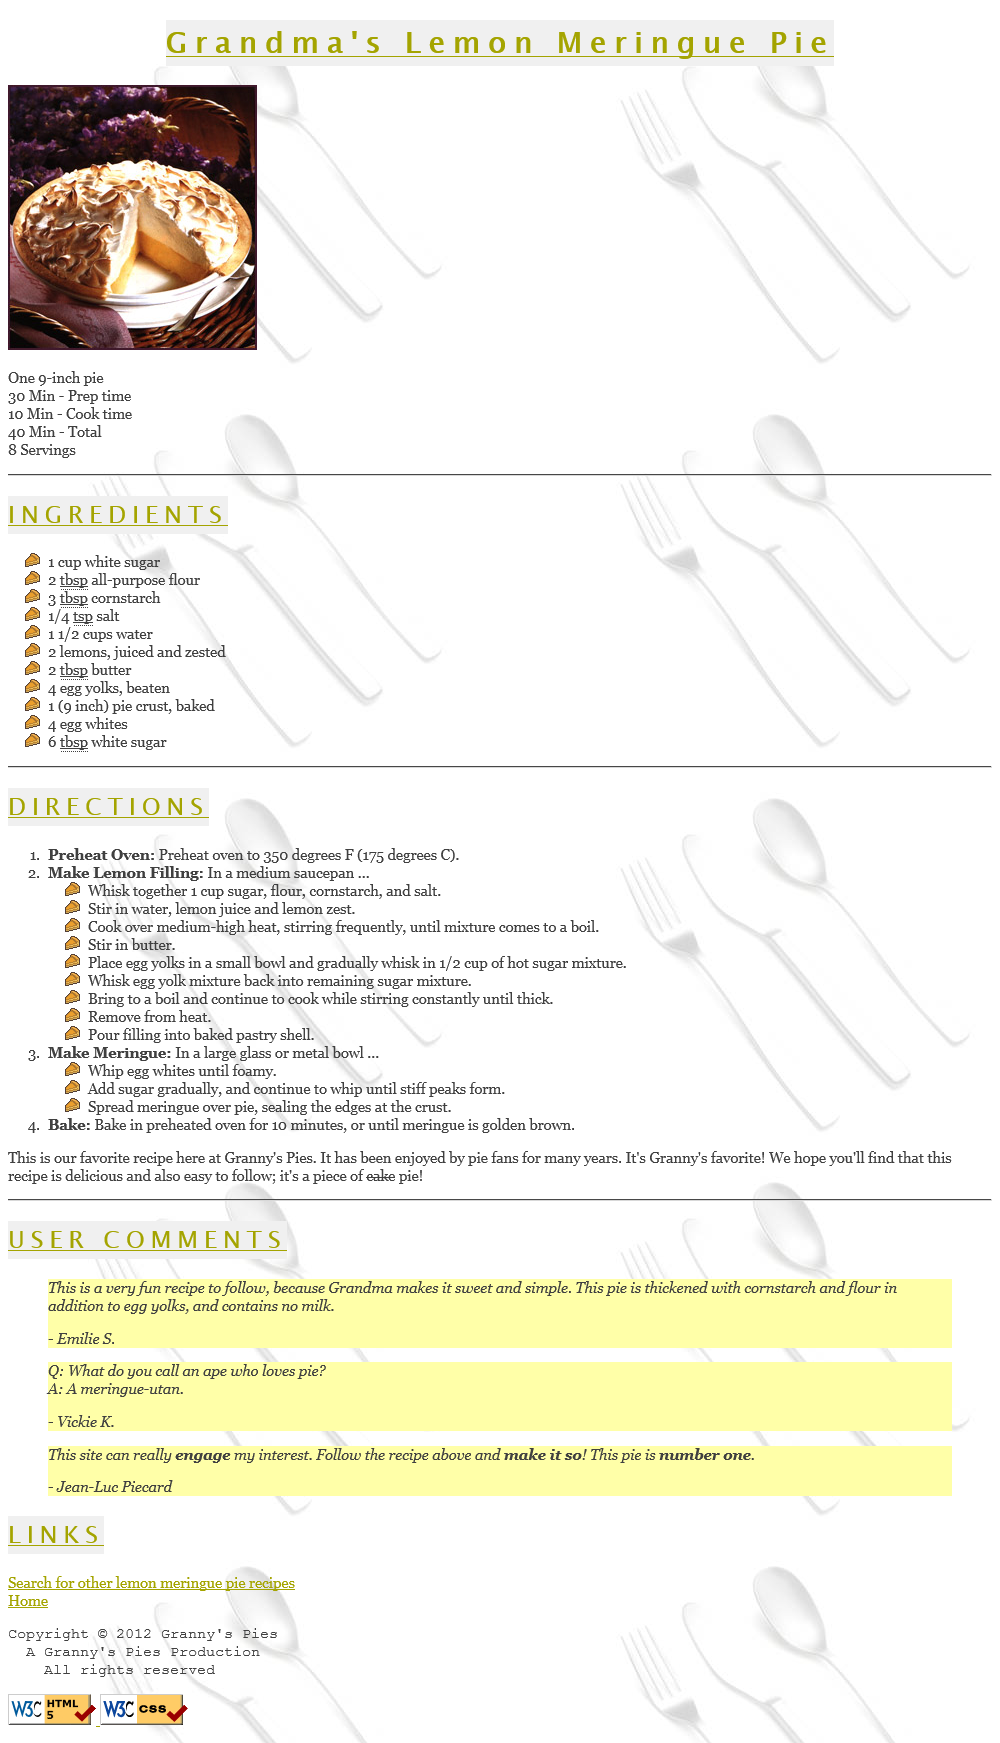 Grandma's Lemon Meringue Pie
One 9-inch pie
30 Min - Prep time
10 Min - Cook time
40 Min - Total
8 Servings
INGREDIENTS
1 cup white sugar
2 tbsp all-purpose flour
3 tbsp cornstarch
1/4 tsp salt
1 1/2 cups water
2 lemons, juiced and zested
2 tbsp butter
4 egg yolks, beaten
1 (9 inch) pie crust, baked
4 egg whites
6 tbsp white sugar
DIRECTIONS
1. Preheat Oven: Preheat oven to 350 degrees F (175 degrees C).
2. Make Lemon Filling: In a medium saucepan ...
Whisk together 1 cup sugar, flour, cornstarch, and salt.
Stir in water, lemon juice and lemon zest.
Cook over medium-high heat, stirring frequently, until mixture comes to a boil.
Stir in butter.
Place egg yolks in a small bowl and gradually whisk in 1/2 cup of hot sugar mixture.
Whisk egg yolk mixture back into remaining sugar mixture.
Bring to a boil and continue to cook while stirring constantly until thick.
Remove from heat.
Pour filling into baked pastry shell.
3. Make Meringue: In a large glass or metal bowl ...
Whip egg whites until foamy.
Add sugar gradually, and continue to whip until stiff peaks form.
Spread meringue over pie, sealing the edges at the crust.
4. Bake: Bake in preheated oven for 10 minutes, or until meringue is golden brown.
This is our favorite recipe here at Granny's Pies. It has been enjoyed by pie fans for many years. It's Granny's favorite! We hope you'll find that this
recipe is delicious and also easy to follow; it's a piece of cake pie!
USER COMMENTS
This is a very fun recipe to follow, because Grandma makes it sweet and simple. This pie is thickened with cornstarch and flour in
addition to egg yolks, and contains no milk.
- Emilie S.
Q: What do you call an ape who loves pie?
A: A meringue-utan.
- Vickie K.
This site can really engage my interest. Follow the recipe above and make it so! This pie is number one.
- Jean-Luc Piecard
LINKS
Search for other lemon meringue pie recipes
Home
Copyright © 2012 Granny's Pies
A Granny's Pies Production
All rights reserved
W3C HTML 5 W3C CSS